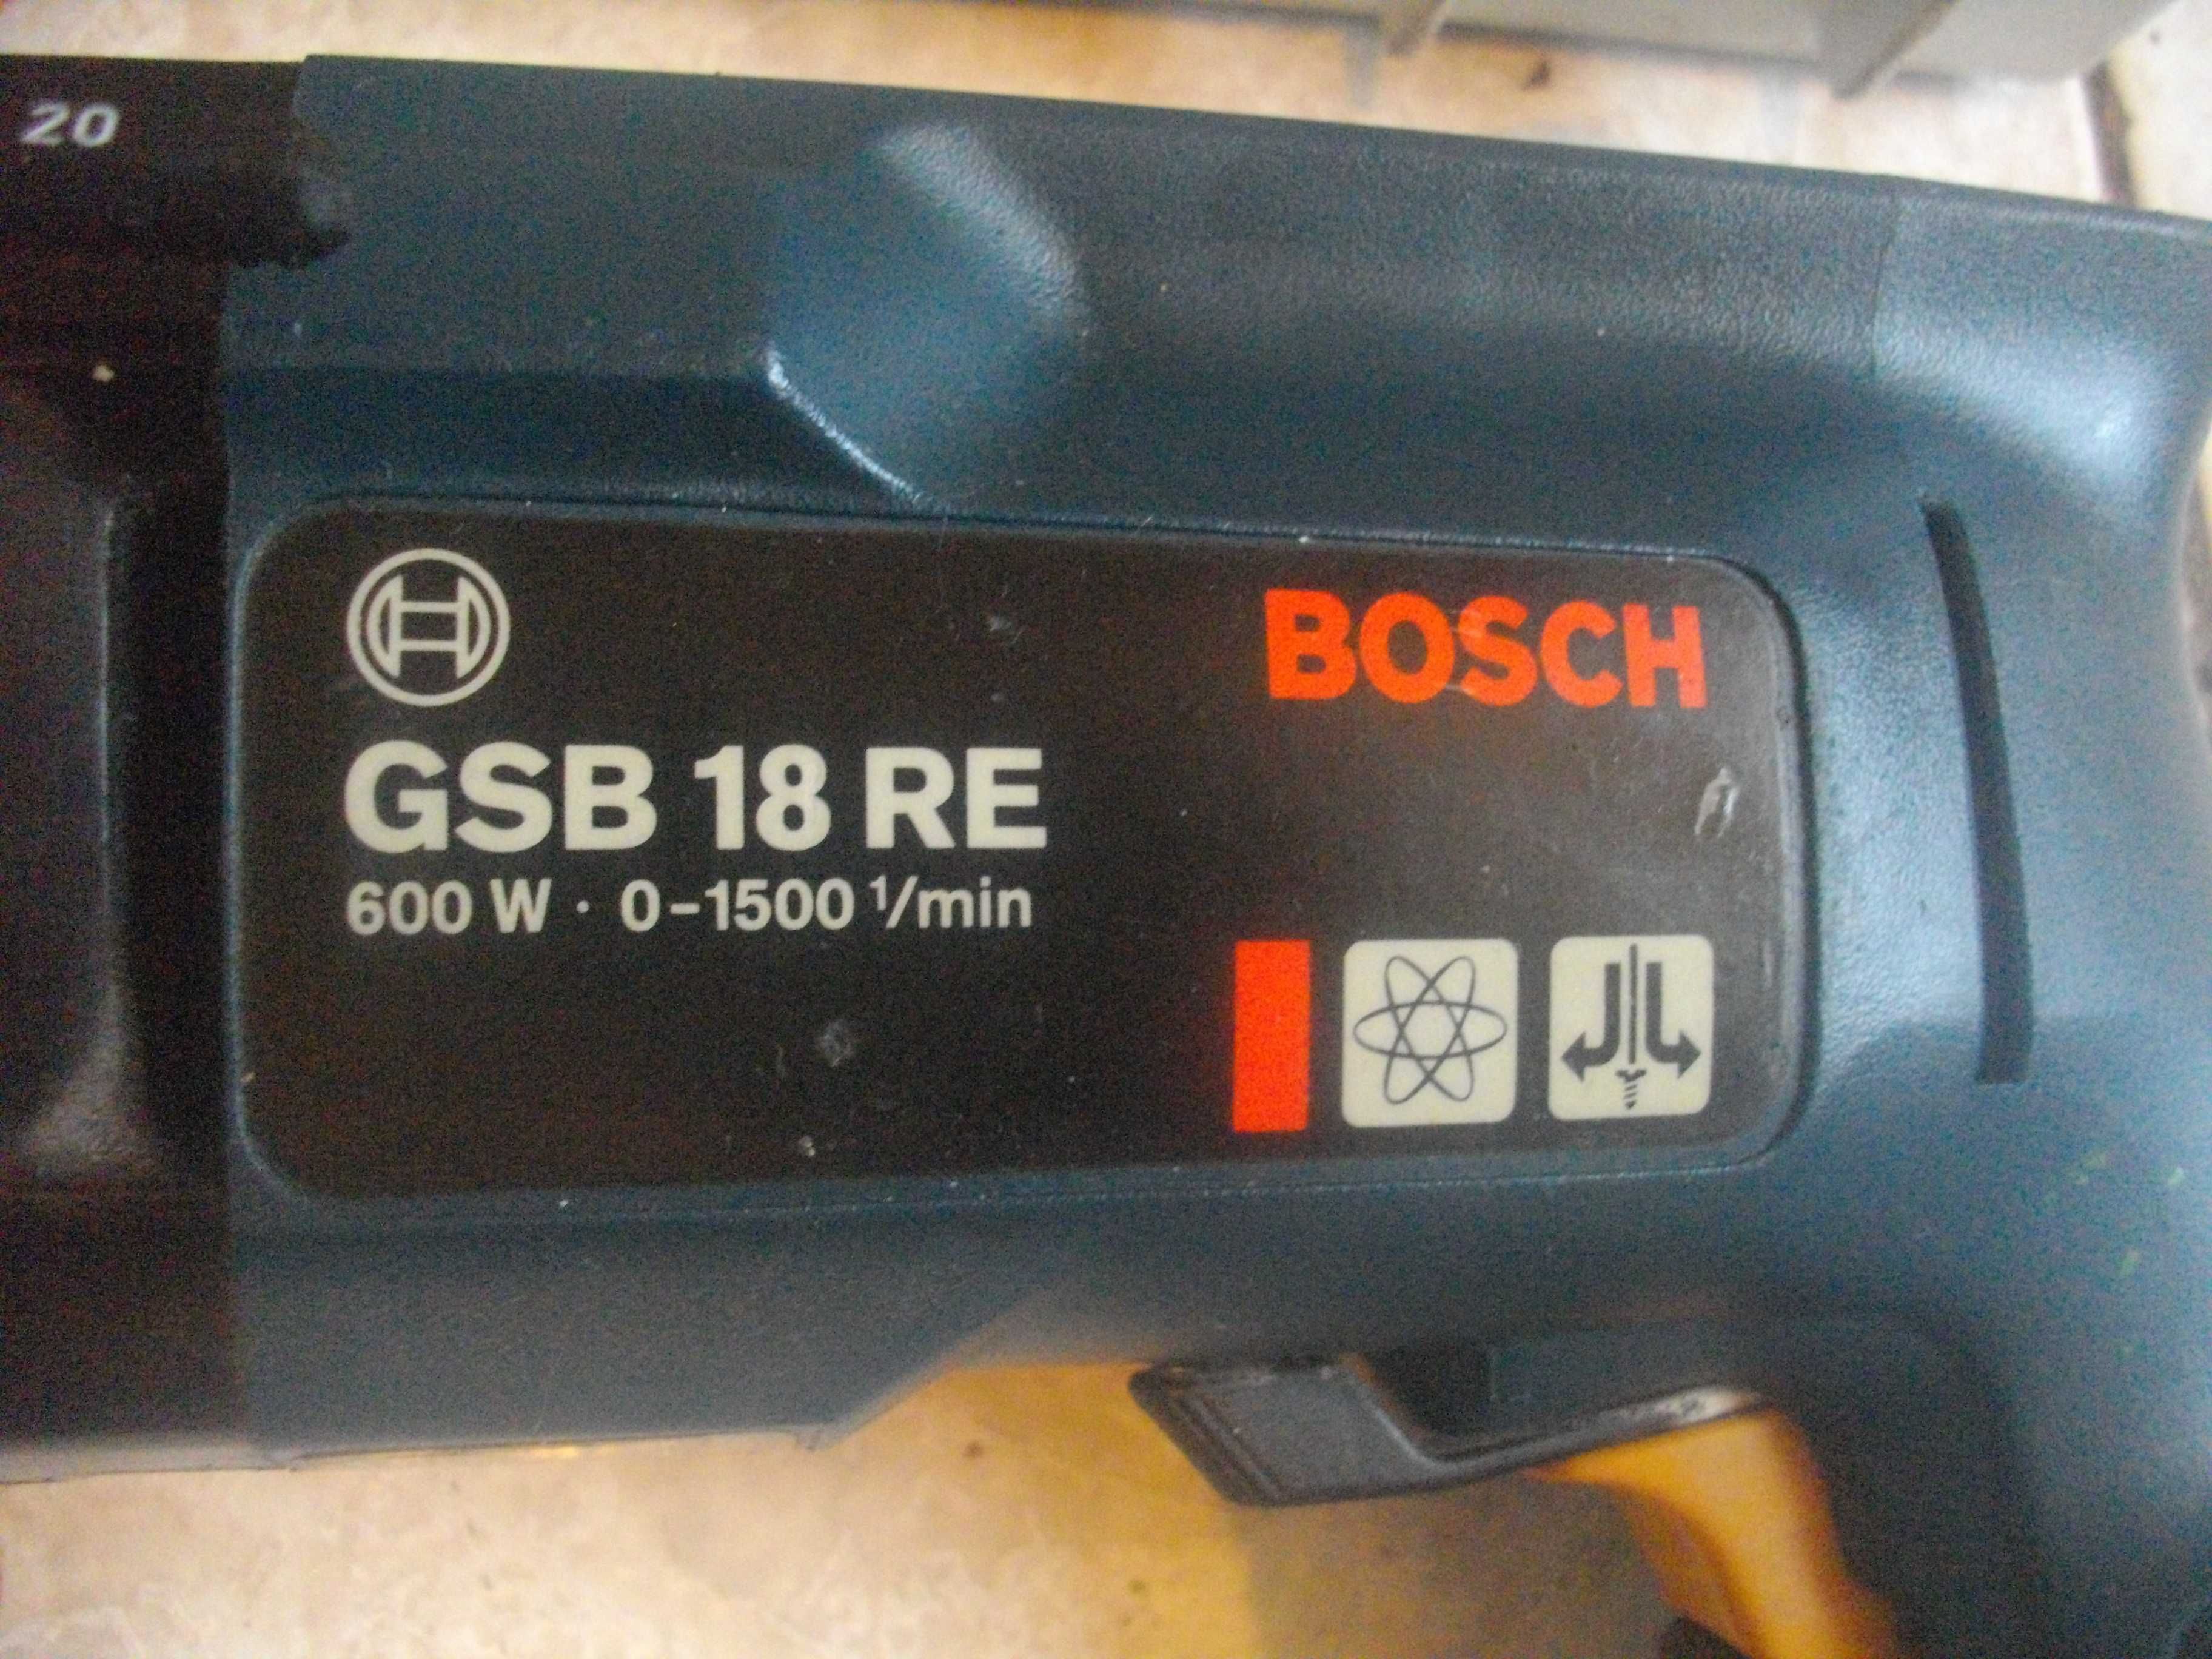 20
BOSCH
GSB 18 RE
600 W · 0-1500 ¹/min